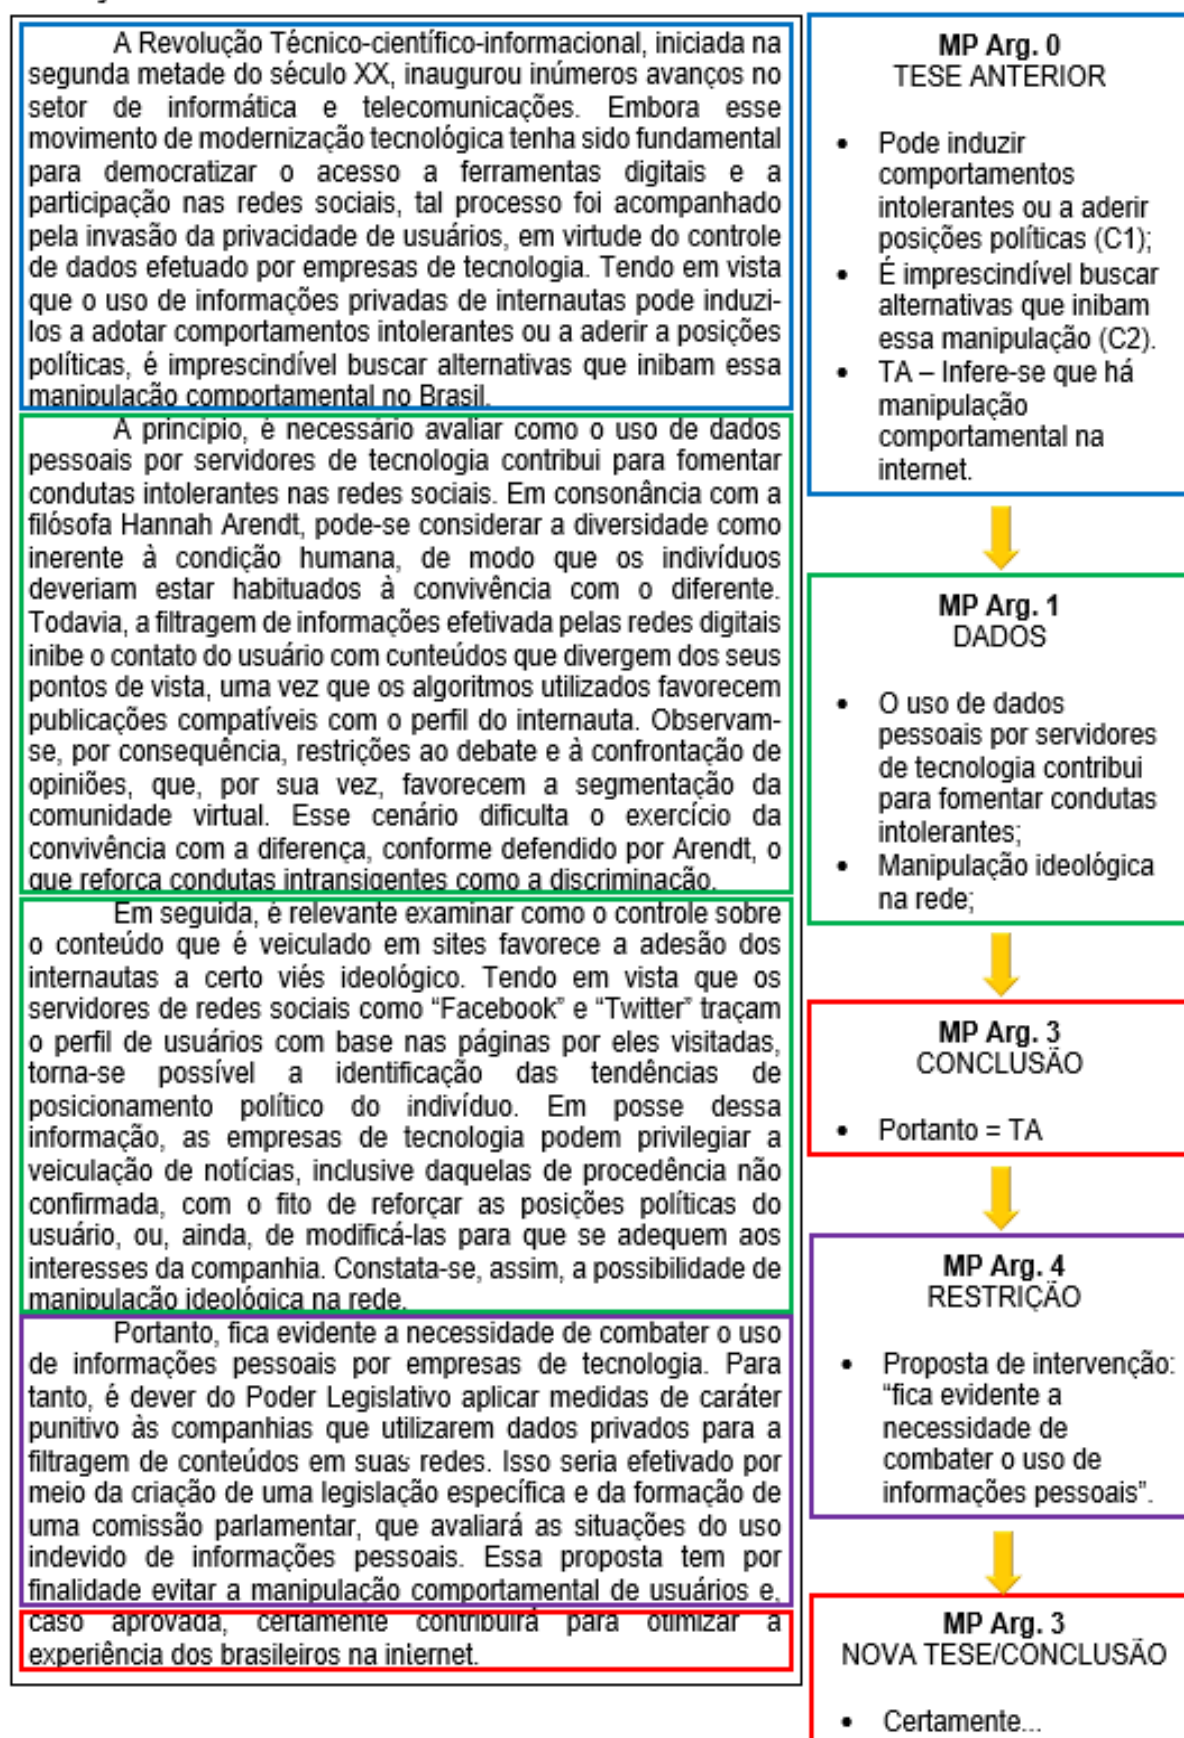 A Revolução Técnico-científico-informacional, iniciada na
segunda metade do século XX, inaugurou inúmeros avanços no
setor de informática e telecomunicações. Embora esse
movimento de modernização tecnológica tenha sido fundamental
para democratizar o acesso a ferramentas digitais e a
participação nas redes sociais, tal processo foi acompanhado
pela invasão da privacidade de usuários, em virtude do controle
de dados efetuado por empresas de tecnologia. Tendo em vista
que o uso de informações privadas de internautas pode induzi-
los a adotar comportamentos intolerantes ou a aderir a posições
políticas, é imprescindível buscar alternativas que inibam essa
manipulação comportamental no Brasil.
A princípio, é necessário avaliar como o uso de dados
pessoais por servidores de tecnologia contribui para fomentar
condutas intolerantes nas redes sociais. Em consonância com a
filósofa Hannah Arendt, pode-se considerar a diversidade como
inerente à condição humana, de modo que os indivíduos
deveriam estar habituados à convivência com o diferente.
Todavia, a filtragem de informações efetivada pelas redes digitais
inibe o contato do usuário com conteúdos que divergem dos seus
pontos de vista, uma vez que os algoritmos utilizados favorecem
publicações compatíveis com o perfil do internauta. Observam-
se, por consequência, restrições ao debate e à confrontação de
opiniões, que, por sua vez, favorecem a segmentação da
comunidade virtual. Esse cenário dificulta o exercício da
convivência com a diferença, conforme defendido por Arendt, o
que reforça condutas intransigentes como a discriminação.
Em seguida, é relevante examinar como o controle sobre
o conteúdo que é veiculado em sites favorece a adesão dos
internautas a certo viés ideológico. Tendo em vista que os
servidores de redes sociais como “Facebook” e “Twitter” traçam
o perfil de usuários com base nas páginas por eles visitadas,
torna-se possível a identificação das tendências de
posicionamento político do indivíduo. Em posse dessa
informação, as empresas de tecnologia podem privilegiar a
veiculação de notícias, inclusive daquelas de procedência não
confirmada, com o fito de reforçar as posições políticas do
usuário, ou, ainda, de modificá-las para que se adequem aos
interesses da companhia. Constata-se, assim, a possibilidade de
manipulação ideológica na rede.
Portanto, fica evidente a necessidade de combater o uso
de informações pessoais por empresas de tecnologia. Para
tanto, é dever do Poder Legislativo aplicar medidas de caráter
punitivo às companhias que utilizarem dados privados para a
filtragem de conteúdos em suas redes. Isso seria efetivado por
meio da criação de uma legislação específica e da formação de
uma comissão parlamentar, que avaliará as situações do uso
indevido de informações pessoais. Essa proposta tem por
finalidade evitar a manipulação comportamental de usuários e,
caso aprovada, certamente contribuirá para otimizar a
experiência dos brasileiros na internet.
MP Arg. 0
TESE ANTERIOR
• Pode induzir
comportamentos
intolerantes ou a aderir
posições políticas (C1);
• É imprescindível buscar
alternativas que inibam
essa manipulação (C2).
• TA – Infere-se que há
manipulação
comportamental na
internet.
MP Arg. 1
DADOS
• O uso de dados
pessoais por servidores
de tecnologia contribui
para fomentar condutas
intolerantes;
• Manipulação ideológica
na rede;
MP Arg. 3
CONCLUSÃO
• Portanto = TA
MP Arg. 4
RESTRIÇÃO
• Proposta de intervenção:
“fica evidente a
necessidade de
combater o uso de
informações pessoais”.
MP Arg. 3
NOVA TESE/CONCLUSÃO
• Certamente...